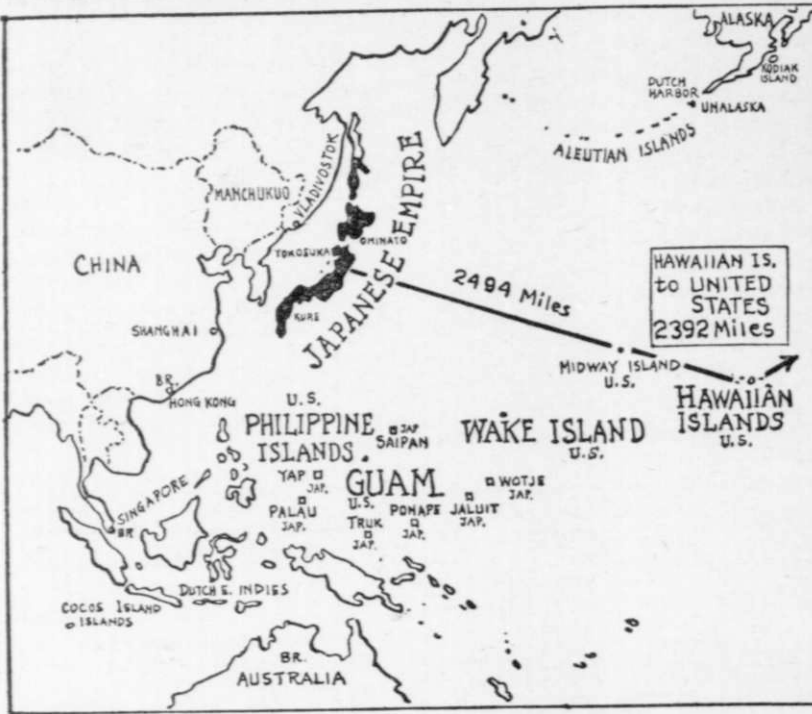 ALASKA
KODIAK
ISLAND
DUTCH
HARBOR
UNALASKA
ALEUTIAN ISLANDS
MANCHUKUO
VLADIVOSTOK
JAPANESE EMPIRE
OMINATO
YOKOSUKA
CHINA
KURE
SHANGHAI
2494 Miles
HAWAIIAN IS.
to UNITED
STATES
2392 Miles
MIDWAY ISLAND
U.S.
HAWAIIAN
ISLANDS
U.S.
BR.
HONG KONG
U.S.
PHILIPPINE
ISLANDS
JAP
SAIPAN
WAKE ISLAND
U.S.
YAP
JAP.
GUAM
U.S.
WOTJE
JAP.
PALAU
JAP.
TRUK
JAP.
PONAPE
JAP.
JALUIT
JAP.
SINGAPORE
BR.
DUTCH E. INDIES
COCOS ISLAND
ISLANDS
BR.
AUSTRALIA